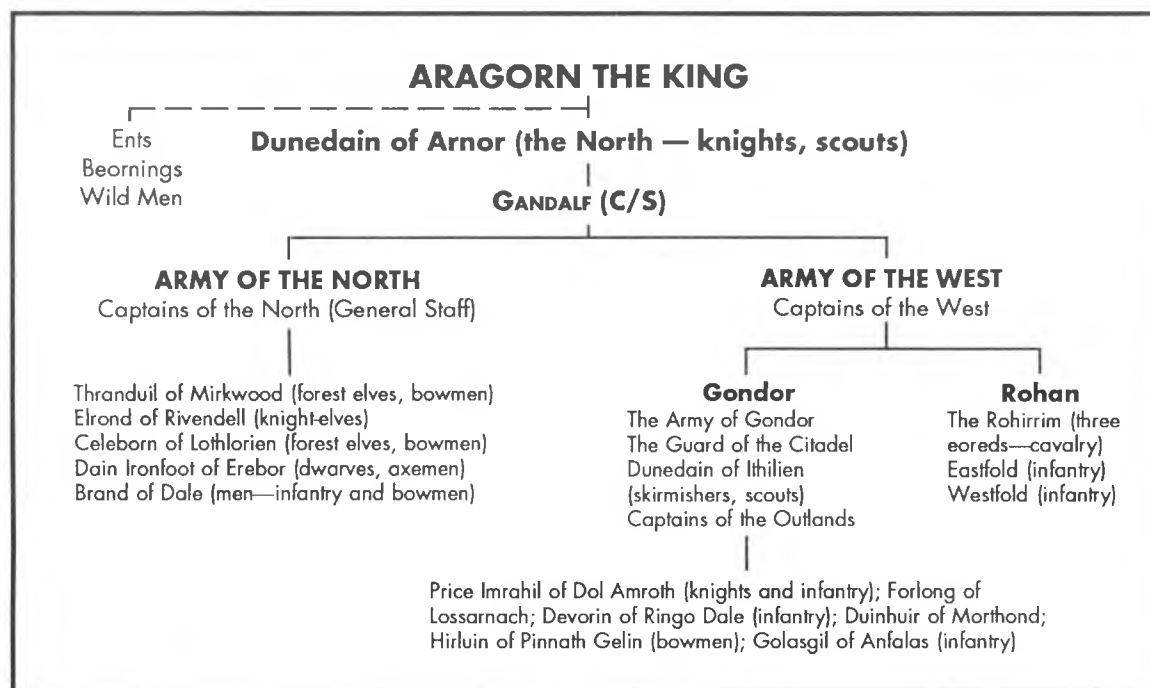 ARAGORN THE KING
Ents
Beornings
Wild Men
Dunedain of Arnor (the North — knights, scouts)
GANDALF (C/S)
ARMY OF THE NORTH
Captains of the North (General Staff)
Thranduil of Mirkwood (forest elves, bowmen)
Elrond of Rivendell (knight-elves)
Celeborn of Lothlorien (forest elves, bowmen)
Dain Ironfoot of Erebor (dwarves, axemen)
Brand of Dale (men—infantry and bowmen)
ARMY OF THE WEST
Captains of the West
Gondor
The Army of Gondor
The Guard of the Citadel
Dunedain of Ithilien
(skirmishers, scouts)
Captains of the Outlands
Rohan
The Rohirrim (three
eoreds—cavalry)
Eastfold (infantry)
Westfold (infantry)
Price Imrahil of Dol Amroth (knights and infantry); Forlong of
Lossarnach; Devorin of Ringo Dale (infantry); Duinhuir of Morthond;
Hirluin of Pinnath Gelin (bowmen); Golasgil of Anfalas (infantry)